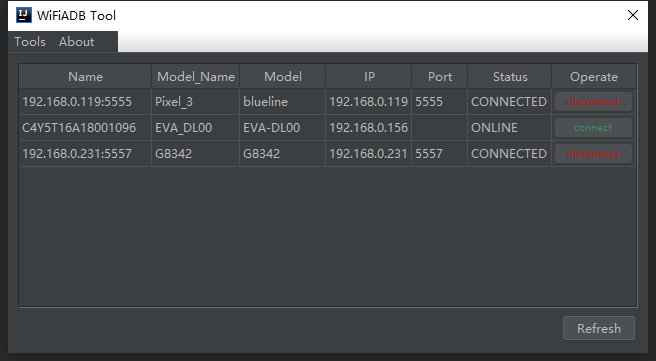 IJ WiFiADB Tool
Tools About
Name Model_Name Model IP Port Status Operate
192.168.0.119:5555 Pixel_3 blueline 192.168.0.119 5555 CONNECTED disconnect
C4Y5T16A18001096 EVA_DL00 EVA-DL00 192.168.0.156 ONLINE connect
192.168.0.231:5557 G8342 G8342 192.168.0.231 5557 CONNECTED disconnect
Refresh